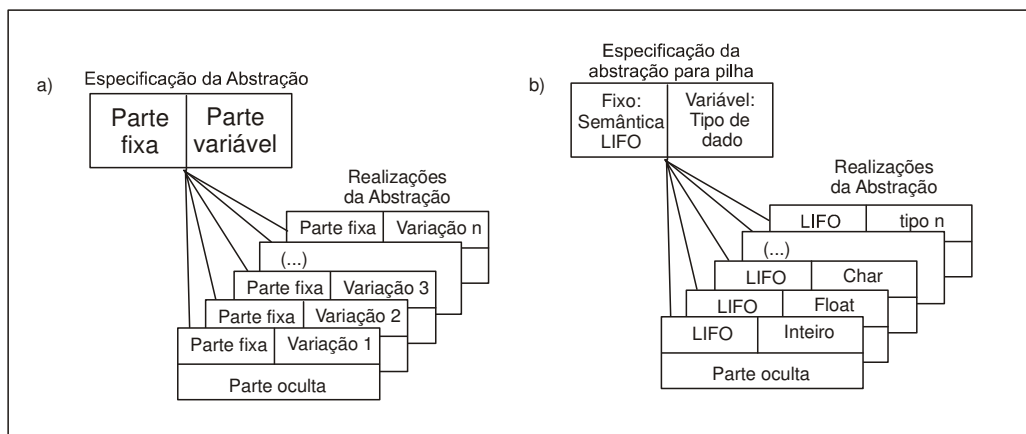 a)
Especificação da Abstração
Parte
fixa
Parte
variável
Realizações
da Abstração
Parte fixa
Variação n
(...)
Parte fixa
Variação 3
Parte fixa
Variação 2
Parte fixa
Variação 1
Parte oculta
b)
Especificação da
abstração para pilha
Fixo:
Semântica
LIFO
Variável:
Tipo de
dado
Realizações
da Abstração
LIFO
tipo n
(...)
LIFO
Char
LIFO
Float
LIFO
Inteiro
Parte oculta